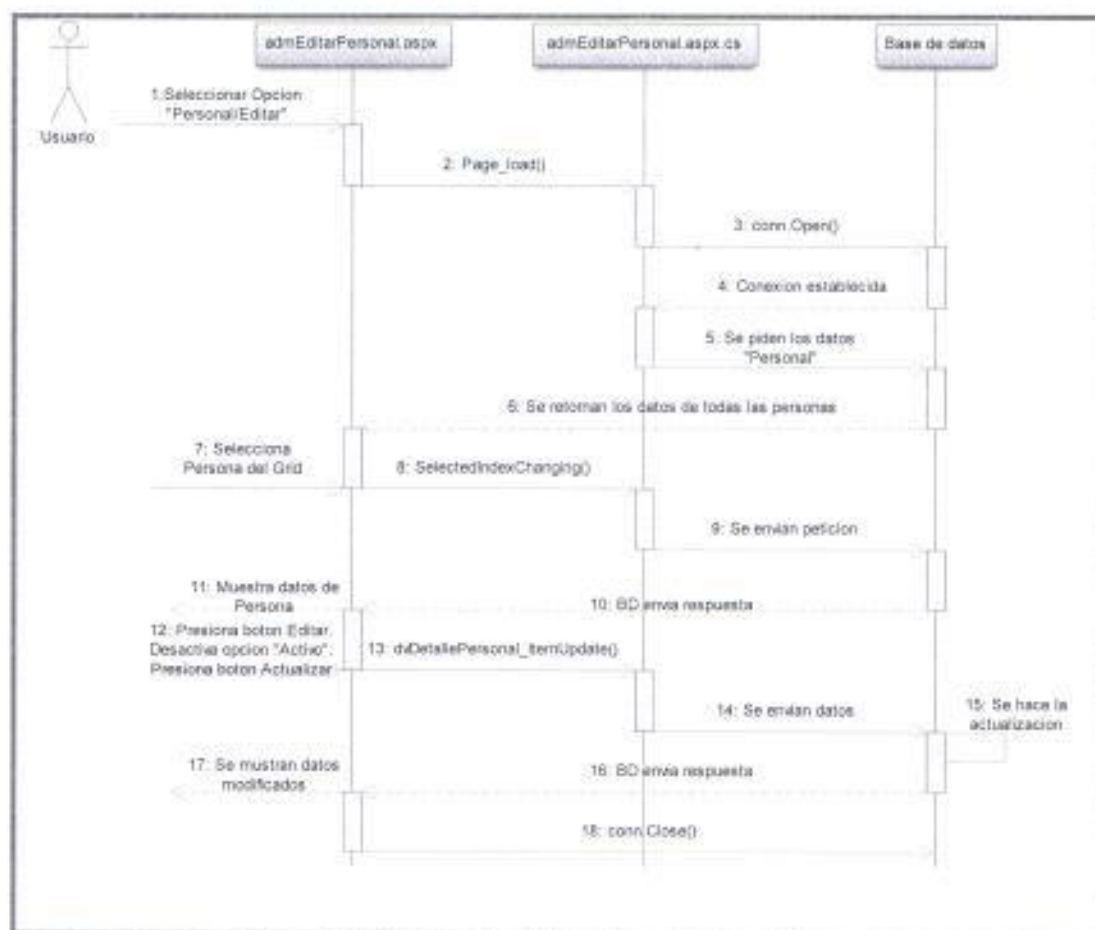 admEditarPersonal.aspx
admEditarPersonal.aspx.cs
Base de datos
Usuario
1:Seleccionar Opcion
"Personal/Editar"
2: Page_load()
3: conn.Open()
4: Conexion establecida
5: Se piden los datos
"Personal"
6: Se retornan los datos de todas las personas
7: Selecciona
Persona del Grid
8: SelectedIndexChanging()
9: Se envian peticion
10: BD envia respuesta
11: Muestra datos de
Persona
12: Presiona boton Editar.
Desactiva opcion "Activo".
Presiona boton Actualizar
13: dvDetallePersonal_ItemUpdate()
14: Se envian datos
15: Se hace la
actualizacion
16: BD envia respuesta
17: Se mustran datos
modificados
18: conn.Close()